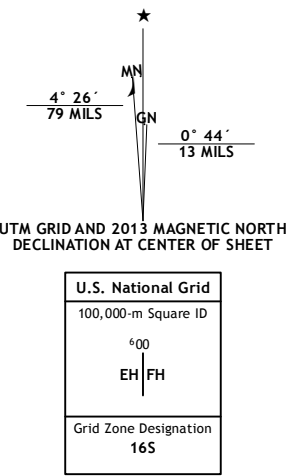 ★
MN
GN
4° 26´
79 MILS
0° 44´
13 MILS
UTM GRID AND 2013 MAGNETIC NORTH
DECLINATION AT CENTER OF SHEET
U.S. National Grid
100,000-m Square ID
⁶00
EH FH
Grid Zone Designation
16S